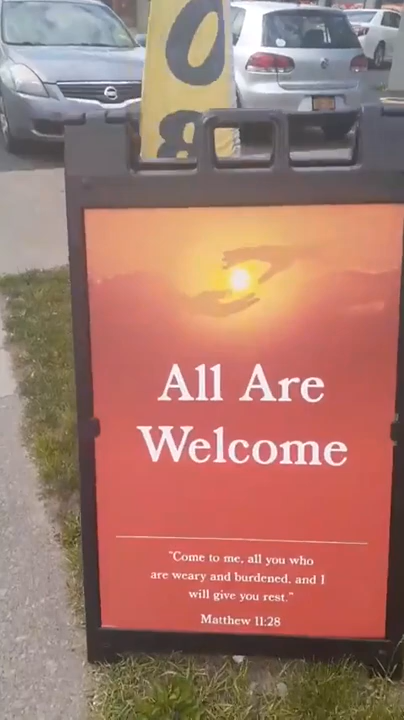 O
8
All Are
Welcome
"Come to me, all you who
are weary and burdened, and I
will give you rest."
Matthew 11:28